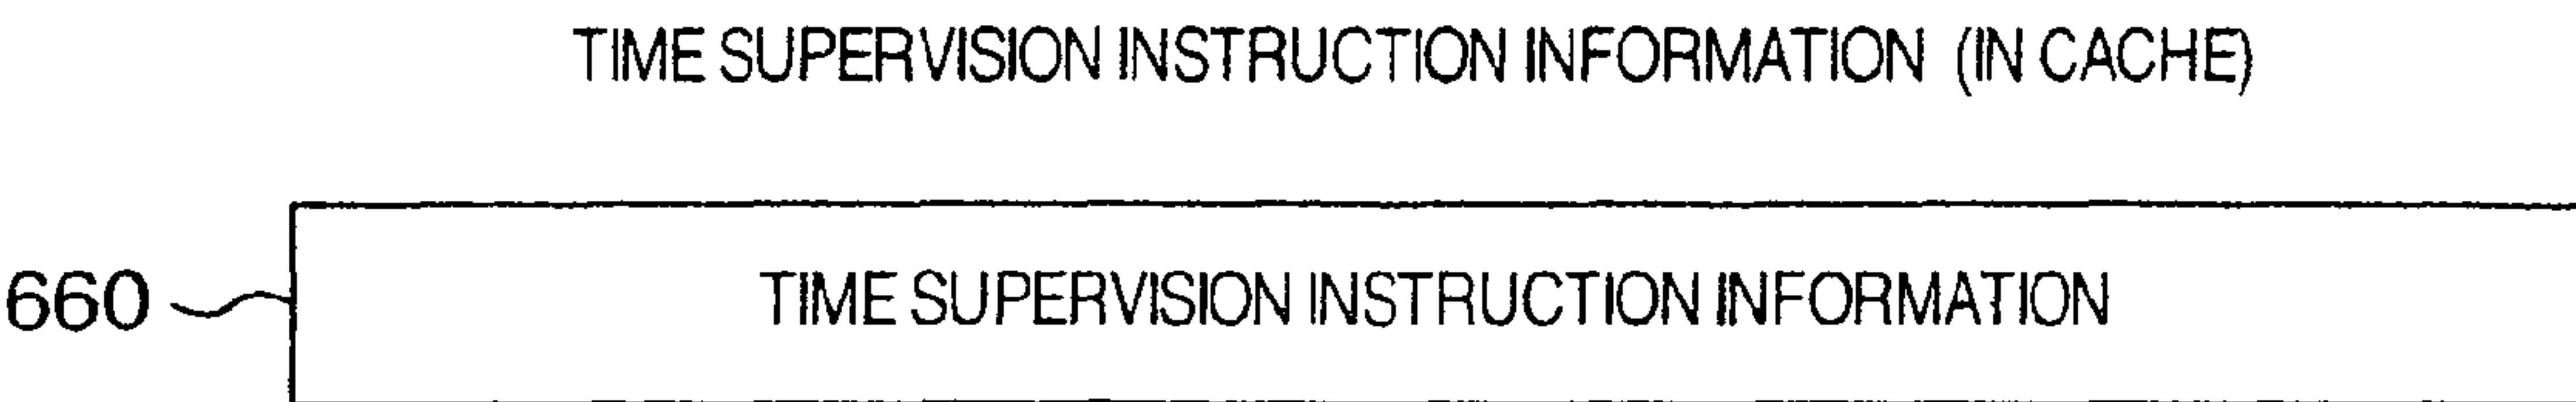 TIME SUPERVISION INSTRUCTION INFORMATION (IN CACHE)
660 TIME SUPERVISION INSTRUCTION INFORMATION